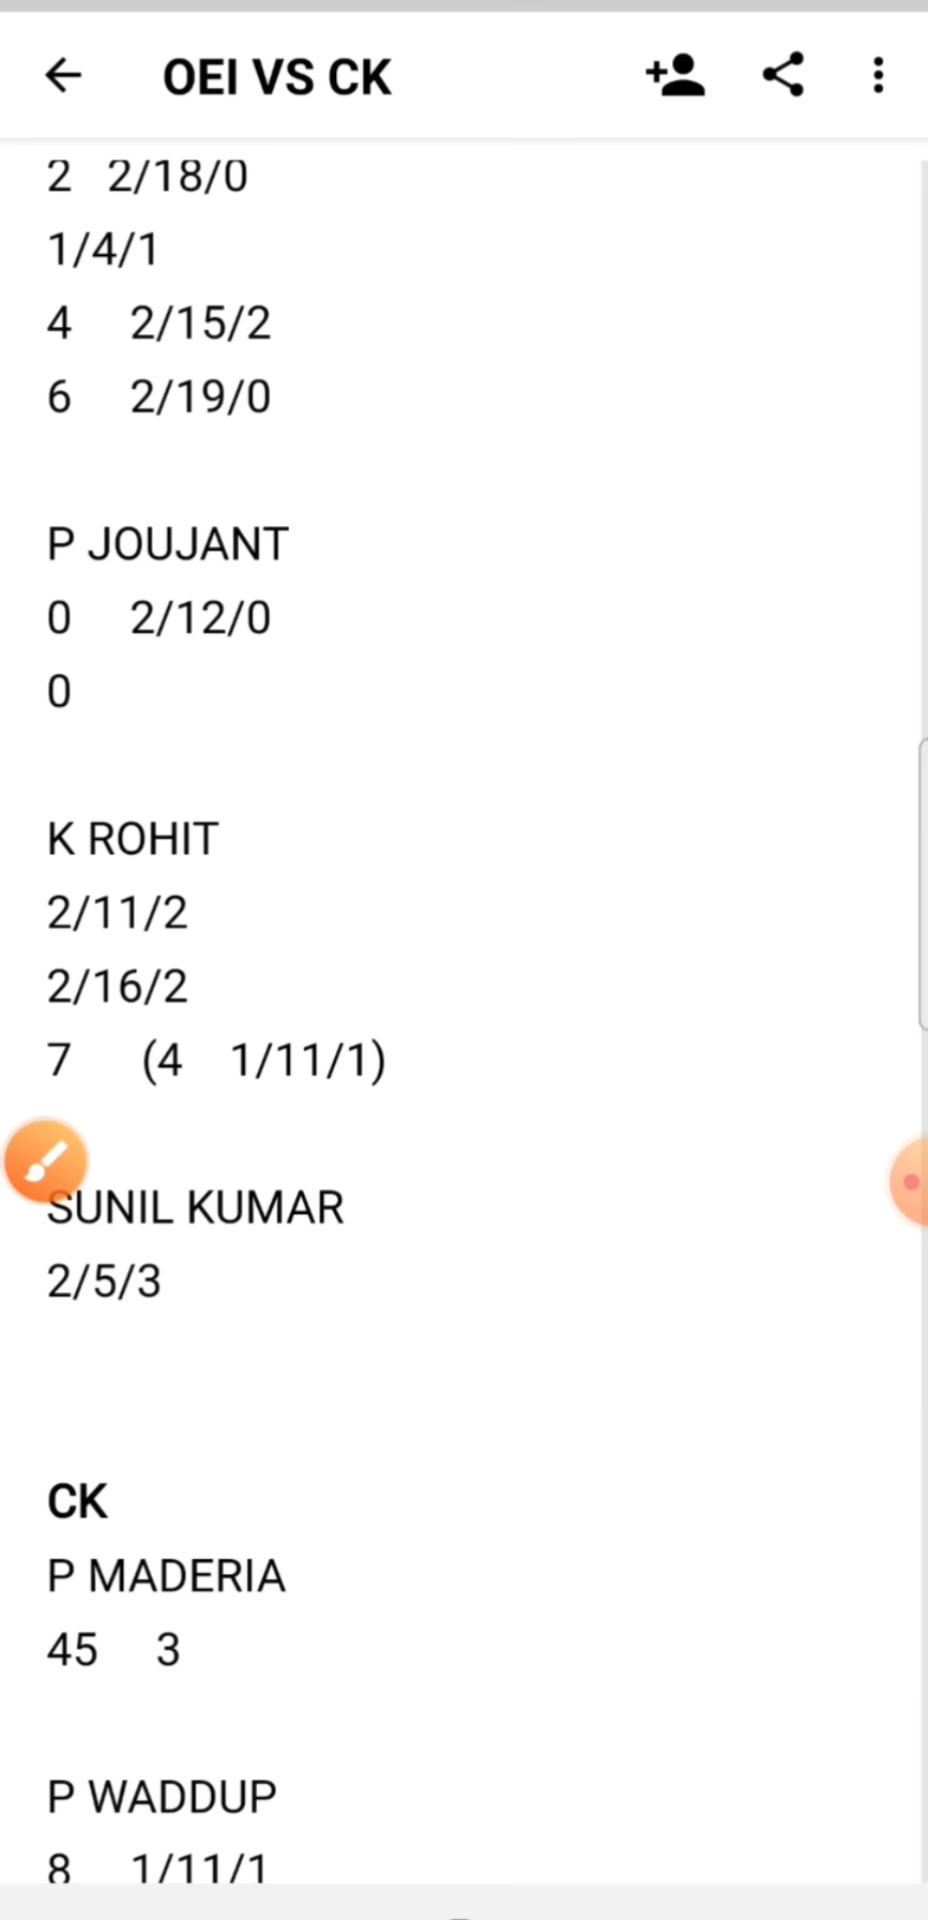 OEI VS CK
2 2/18/0
1/4/1
4 2/15/2
6 2/19/0
P JOUJANT
0 2/12/0
0
K ROHIT
2/11/2
2/16/2
7 (4 1/11/1)
SUNIL KUMAR
2/5/3
CK
P MADERIA
45 3
P WADDUP
8 1/11/1